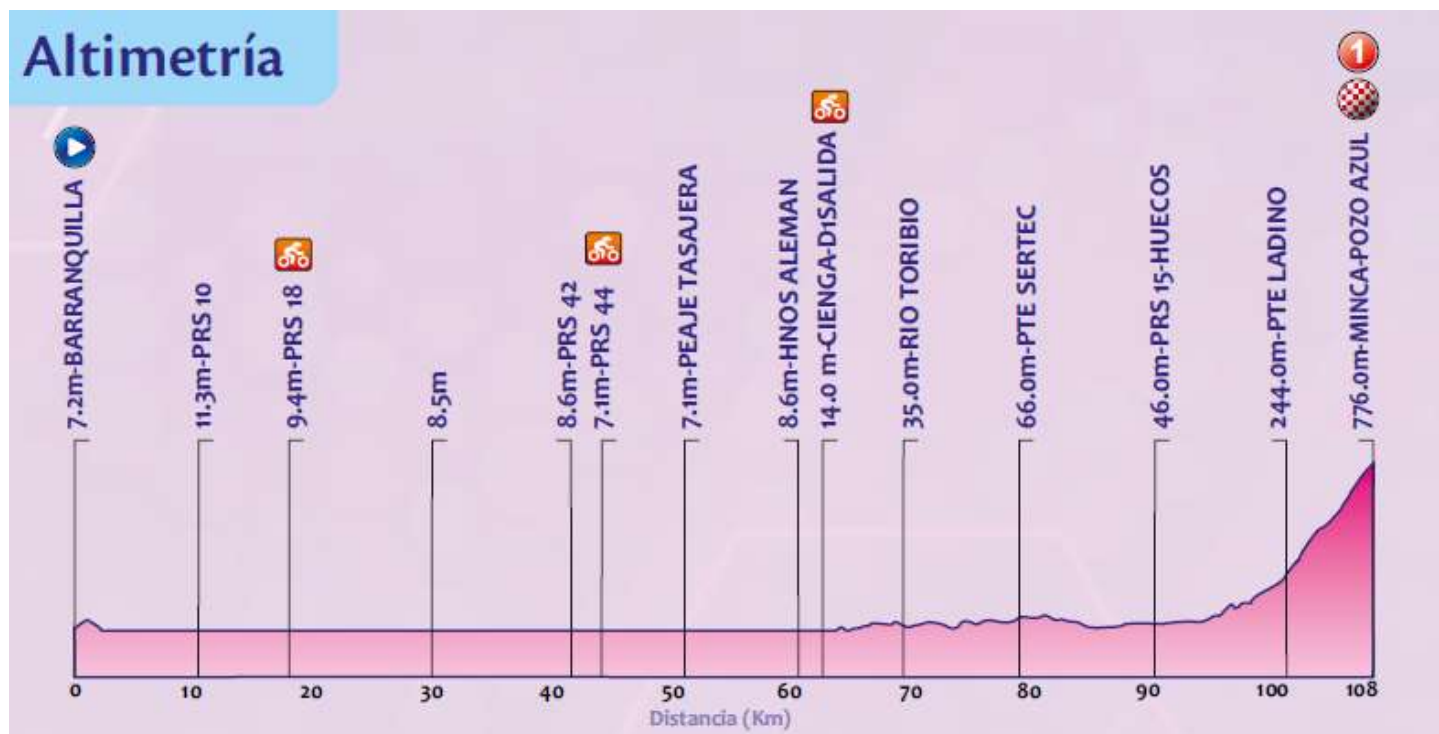 Altimetría
1
7.2m-BARRANQUILLA
11.3m-PRS 10
9.4m-PRS 18
8.5m
8.6m-PRS 42
7.1m-PRS 44
7.1m-PEAJE TASAJERA
8.6m-HNOS ALEMAN
14.0 m-CIENGA-D1SALIDA
35.0m-RIO TORIBIO
66.0m-PTE SERTEC
46.0m-PRS 15-HUECOS
244.0m-PTE LADINO
776.0m-MINCA-POZO AZUL
0 10 20 30 40 50 60 70 80 90 100 108
Distancia (Km)